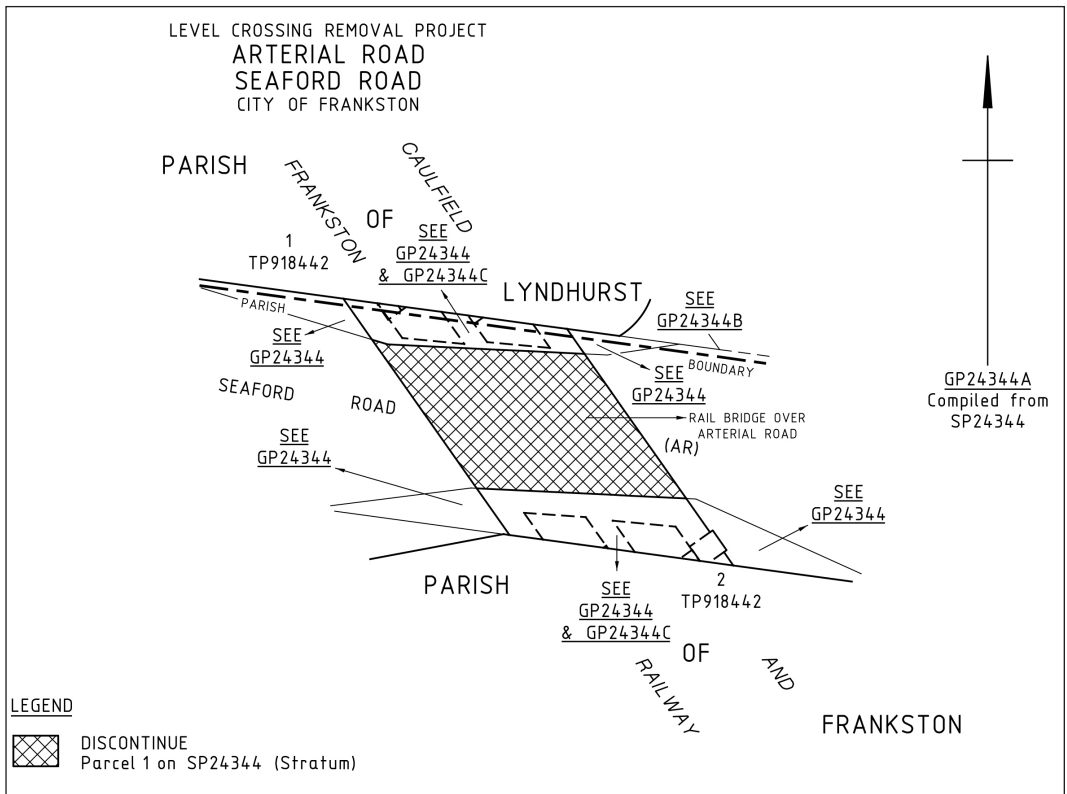 LEVEL CROSSING REMOVAL PROJECT
ARTERIAL ROAD
SEAFORD ROAD
CITY OF FRANKSTON
PARISH
OF
LYNDHURST
CAULFIELD
FRANKSTON
1
TP918442
SEE
GP24344
& GP24344C
SEE
GP24344B
PARISH
BOUNDARY
SEE
GP24344
SEE
GP24344
SEAFORD
ROAD
RAIL BRIDGE OVER
ARTERIAL ROAD
(AR)
GP24344A
Compiled from
SP24344
SEE
GP24344
SEE
GP24344
PARISH
OF
FRANKSTON
SEE
GP24344
& GP24344C
2
TP918442
RAILWAY
AND
LEGEND
DISCONTINUE
Parcel 1 on SP24344 (Stratum)